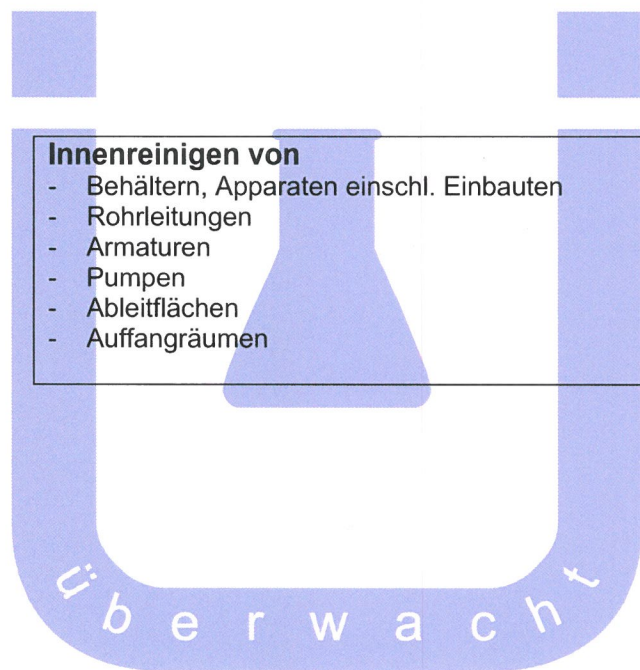 Innenreinigen von
- Behältern, Apparaten einschl. Einbauten
- Rohrleitungen
- Armaturen
- Pumpen
- Ableitflächen
- Auffangräumen
überwacht